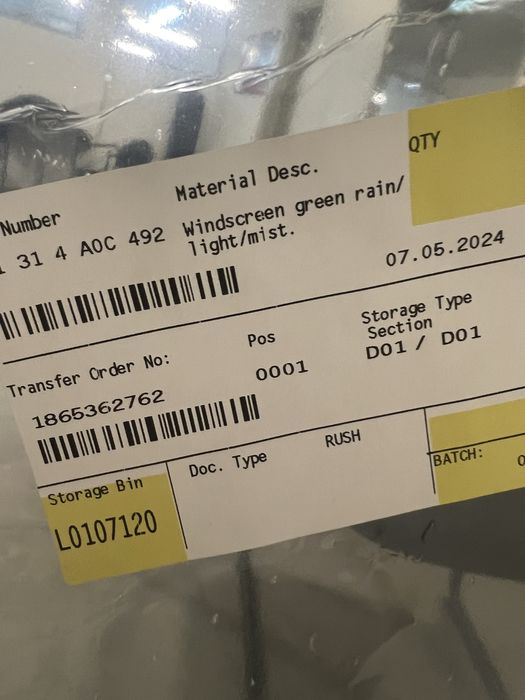 Number
Material Desc.
QTY
31 4 A0C 492
Windscreen green rain/
light/mist.
07.05.2024
Transfer Order No:
Pos
Storage Type
Section
1865362762
0001
D01 / D01
Storage Bin
Doc. Type
RUSH
BATCH:
L0107120